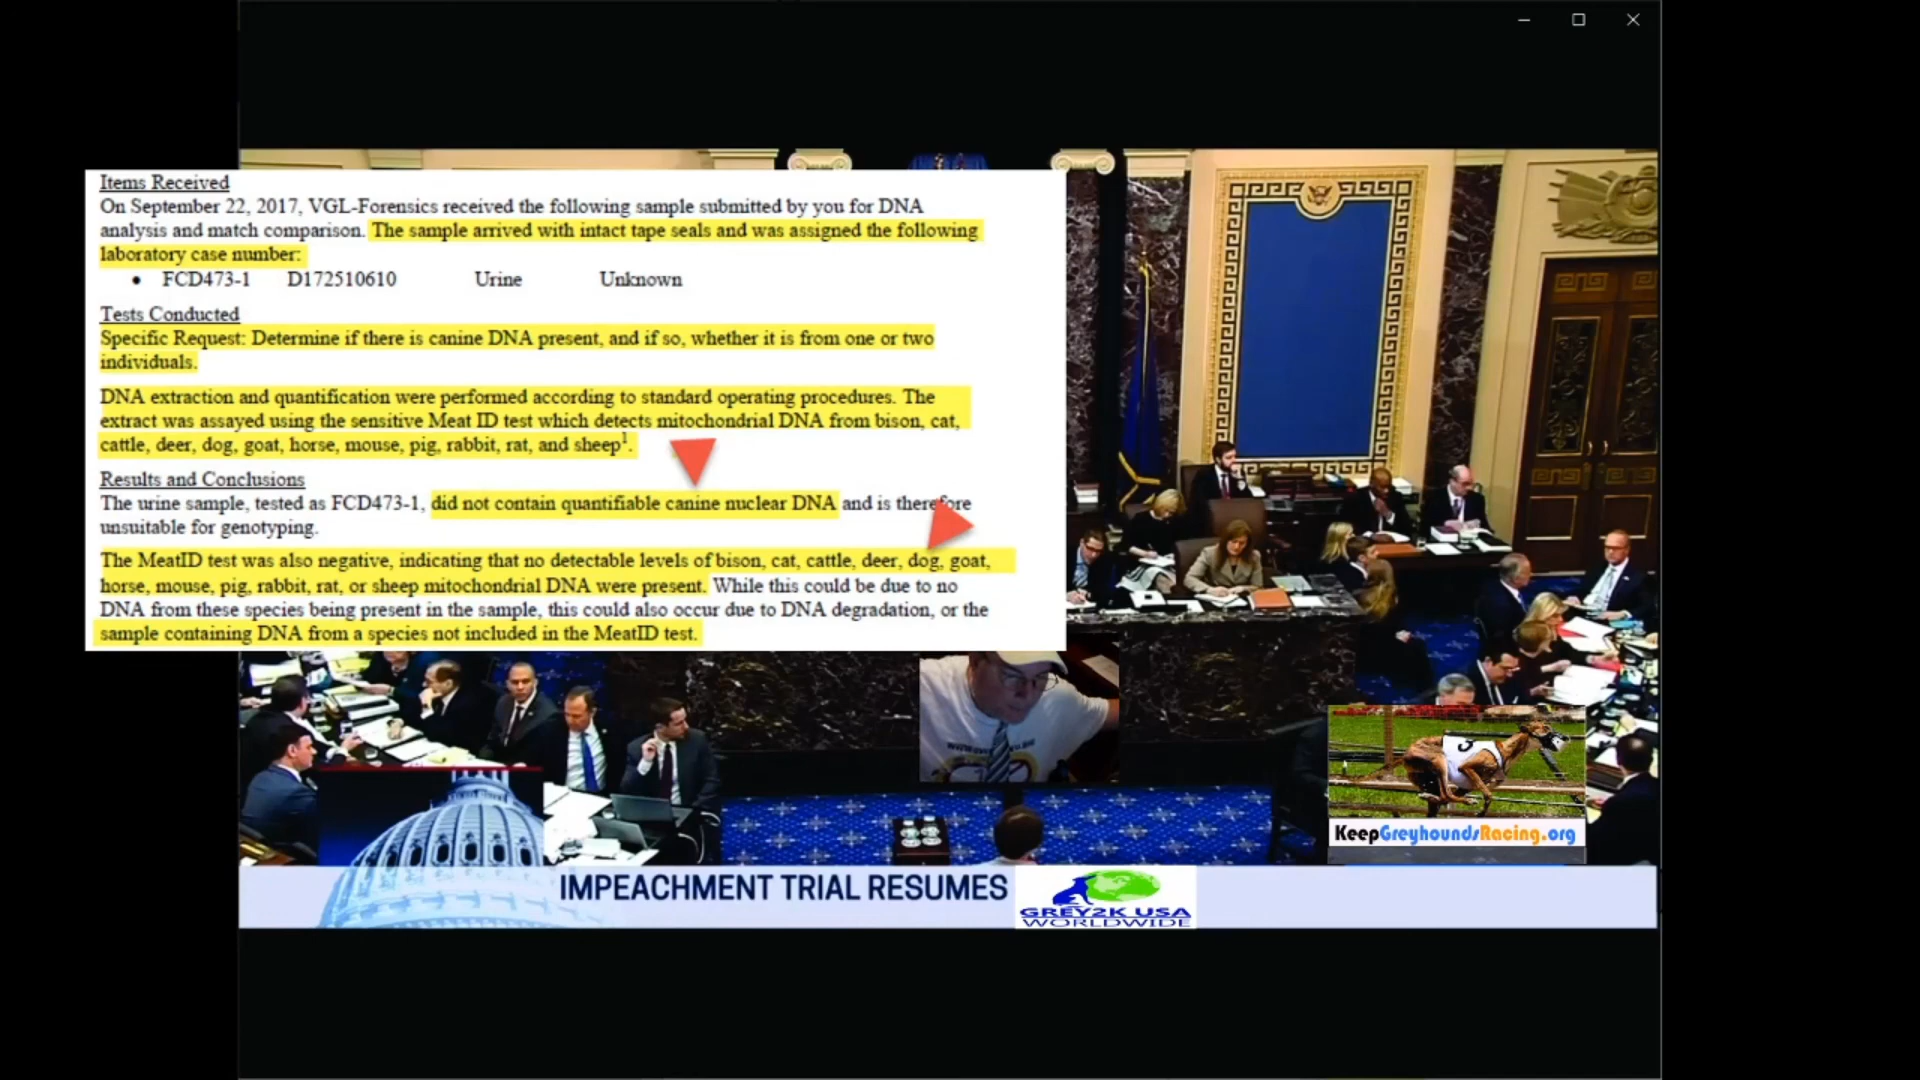 Items Received
On September 22, 2017, VGL-Forensics received the following sample submitted by you for DNA
analysis and match comparison. The sample arrived with intact tape seals and was assigned the following
laboratory case number:
• FCD473-1 D172510610 Urine Unknown
Tests Conducted
Specific Request: Determine if there is canine DNA present, and if so, whether it is from one or two
individuals.
DNA extraction and quantification were performed according to standard operating procedures. The
extract was assayed using the sensitive Meat ID test which detects mitochondrial DNA from bison, cat,
cattle, deer, dog, goat, horse, mouse, pig, rabbit, rat, and sheep1.
Results and Conclusions
The urine sample, tested as FCD473-1, did not contain quantifiable canine nuclear DNA and is therefore
unsuitable for genotyping.
The MeatID test was also negative, indicating that no detectable levels of bison, cat, cattle, deer, dog, goat,
horse, mouse, pig, rabbit, rat, or sheep mitochondrial DNA were present. While this could be due to no
DNA from these species being present in the sample, this could also occur due to DNA degradation, or the
sample containing DNA from a species not included in the MeatID test.
3
KeepGreyhoundsRacing.org
IMPEACHMENT TRIAL RESUMES
GREY2K USA
WORLDWIDE